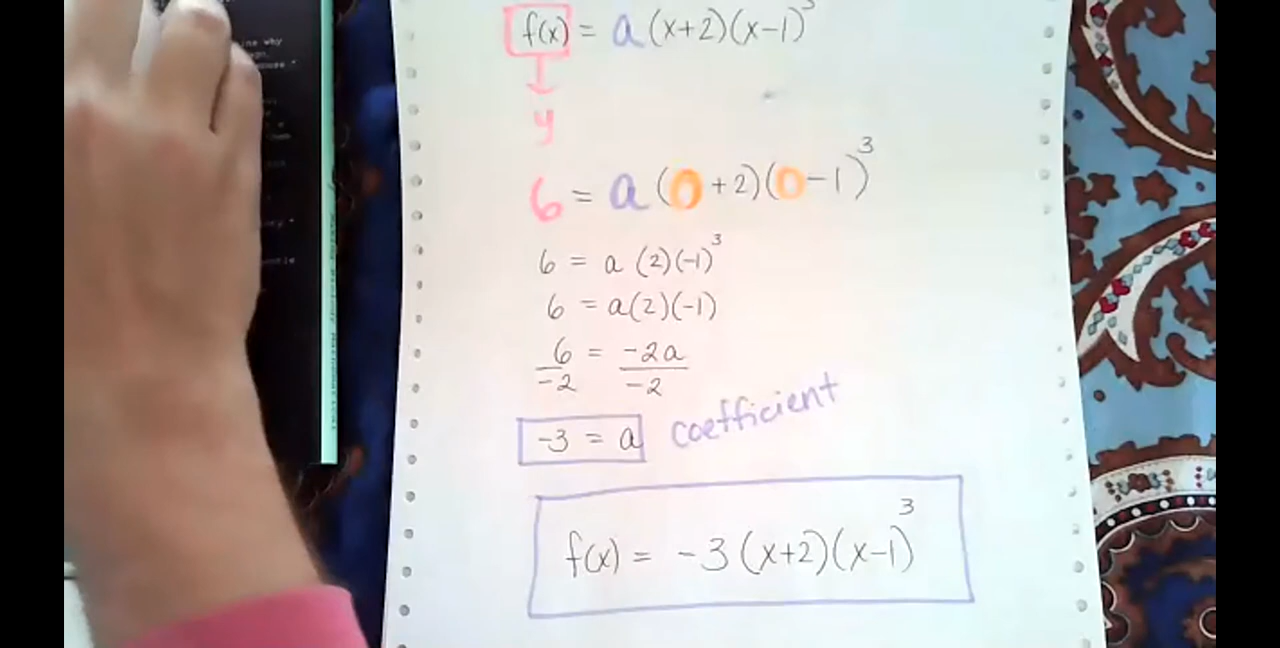 f(x) = a(x+2)(x-1)³
y
6 = a(0+2)(0-1)³
6 = a(2)(-1)³
6 = a(2)(-1)
6 = -2a
-2 -2
-3 = a coefficient
f(x) = -3(x+2)(x-1)³